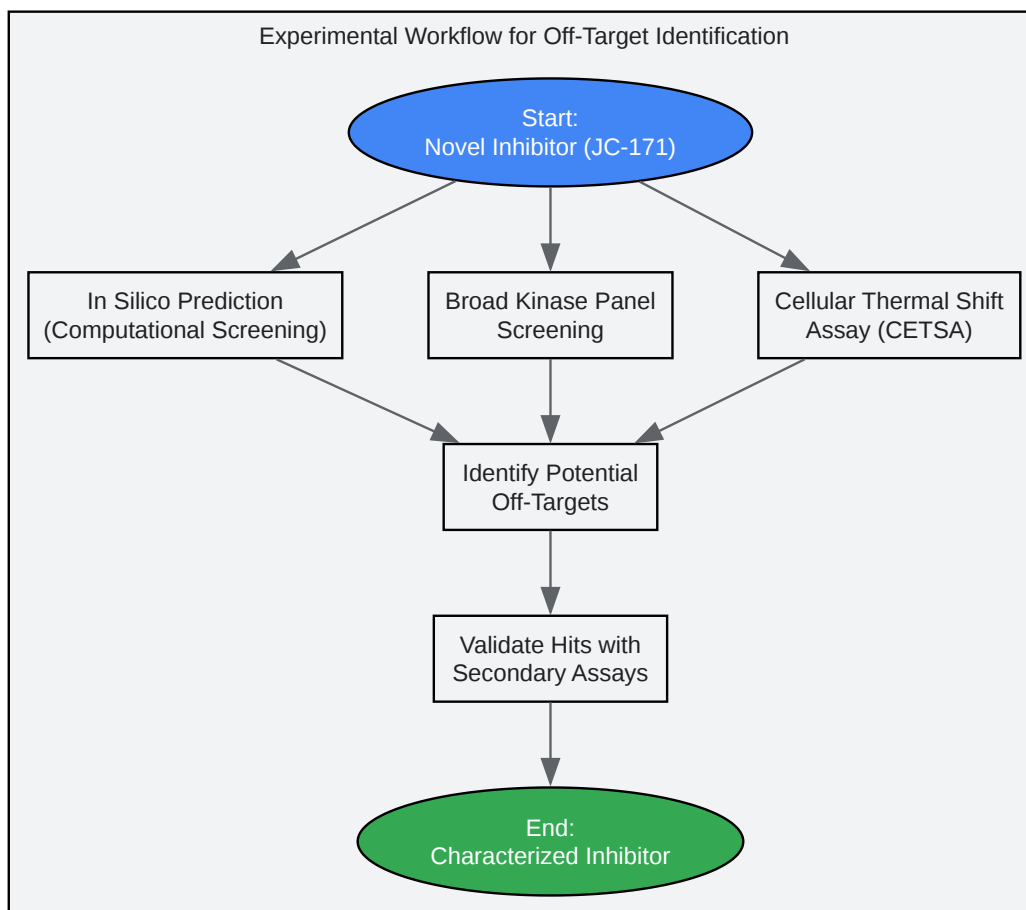 Experimental Workflow for Off-Target Identification
Start:
Novel Inhibitor (JC-171)
In Silico Prediction
(Computational Screening)
Broad Kinase Panel
Screening
Cellular Thermal Shift
Assay (CETSA)
Identify Potential
Off-Targets
Validate Hits with
Secondary Assays
End:
Characterized Inhibitor